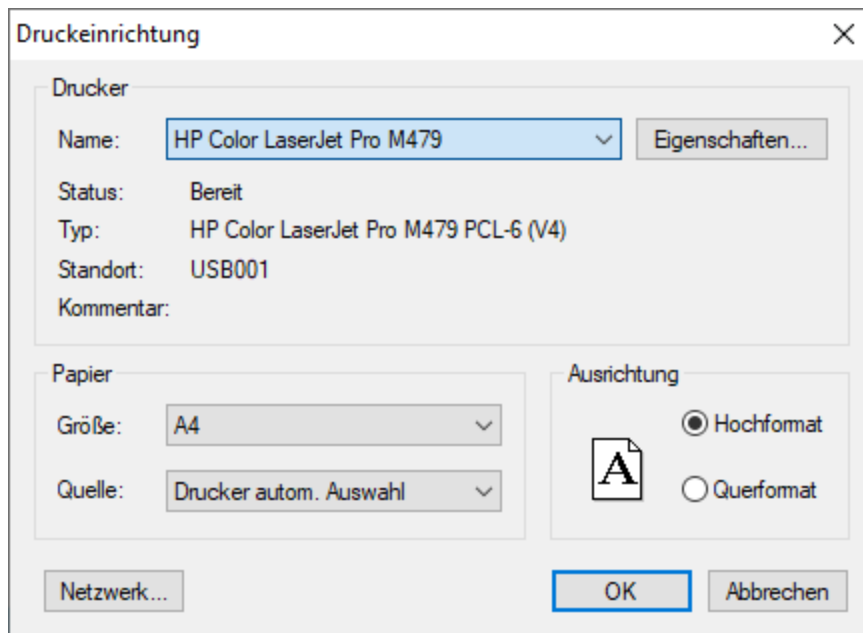 Druckeinrichtung
Drucker
Name: HP Color LaserJet Pro M479 Eigenschaften...
Status: Bereit
Typ: HP Color LaserJet Pro M479 PCL-6 (V4)
Standort: USB001
Kommentar:
Papier
Größe: A4
Quelle: Drucker autom. Auswahl
Ausrichtung
A
Hochformat
Querformat
Netzwerk... OK Abbrechen